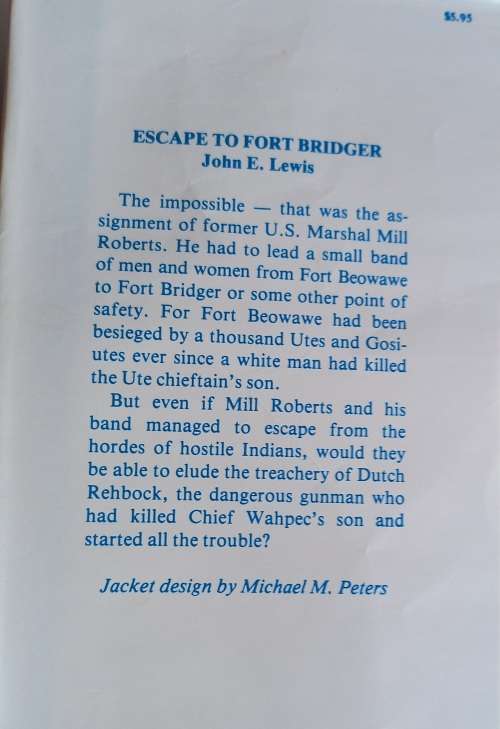 $5.95
ESCAPE TO FORT BRIDGER
John E. Lewis
The impossible — that was the as-
signment of former U.S. Marshal Mill
Roberts. He had to lead a small band
of men and women from Fort Beowawe
to Fort Bridger or some other point of
safety. For Fort Beowawe had been
besieged by a thousand Utes and Gosi-
utes ever since a white man had killed
the Ute chieftain's son.
But even if Mill Roberts and his
band managed to escape from the
hordes of hostile Indians, would they
be able to elude the treachery of Dutch
Rehbock, the dangerous gunman who
had killed Chief Wahpec's son and
started all the trouble?
Jacket design by Michael M. Peters